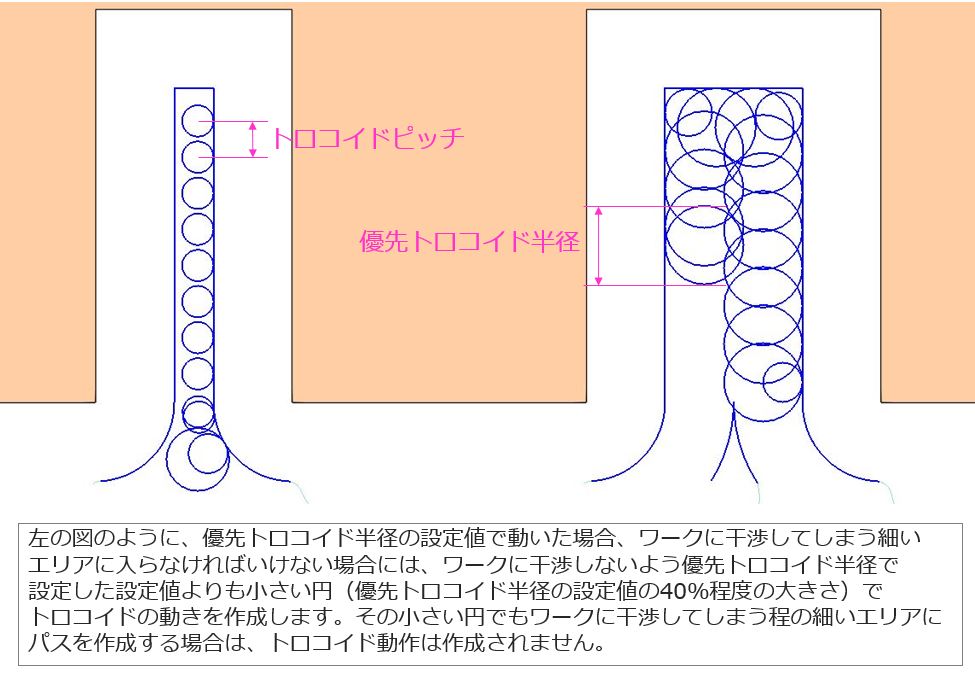 トロコイドピッチ
優先トロコイド半径
左の図のように、優先トロコイド半径の設定値で動いた場合、ワークに干渉してしまう細い
エリアに入らなければいけない場合には、ワークに干渉しないよう優先トロコイド半径で
設定した設定値よりも小さい円（優先トロコイド半径の設定値の40%程度の大きさ）で
トロコイドの動きを作成します。その小さい円でもワークに干渉してしまう程の細いエリアに
パスを作成する場合は、トロコイド動作は作成されません。